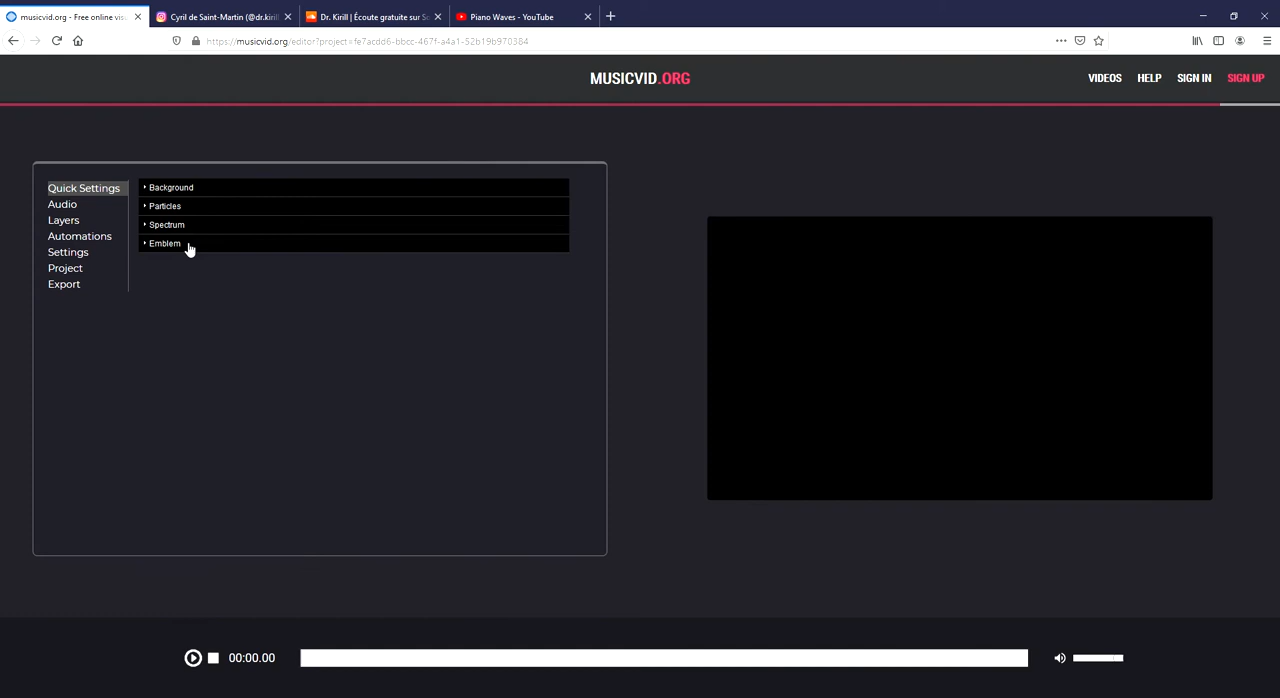 musicvid.org - Free online visu
Cyril de Saint-Martin (@dr.kirill
Dr. Kirill | Écoute gratuite sur So
Piano Waves - YouTube
https://musicvid.org/editor?project=fe7acdd6-bbcc-467f-a4a1-52b19b970384
MUSICVID.ORG
VIDEOS
HELP
SIGN IN
SIGN UP
Quick Settings
Audio
Layers
Automations
Settings
Project
Export
Background
Particles
Spectrum
Emblem
00:00.00